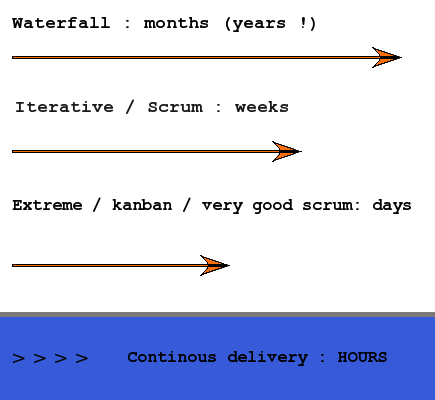 Waterfall : months (years !)
Iterative / Scrum : weeks
Extreme / kanban / very good scrum: days
> > > > Continous delivery : HOURS